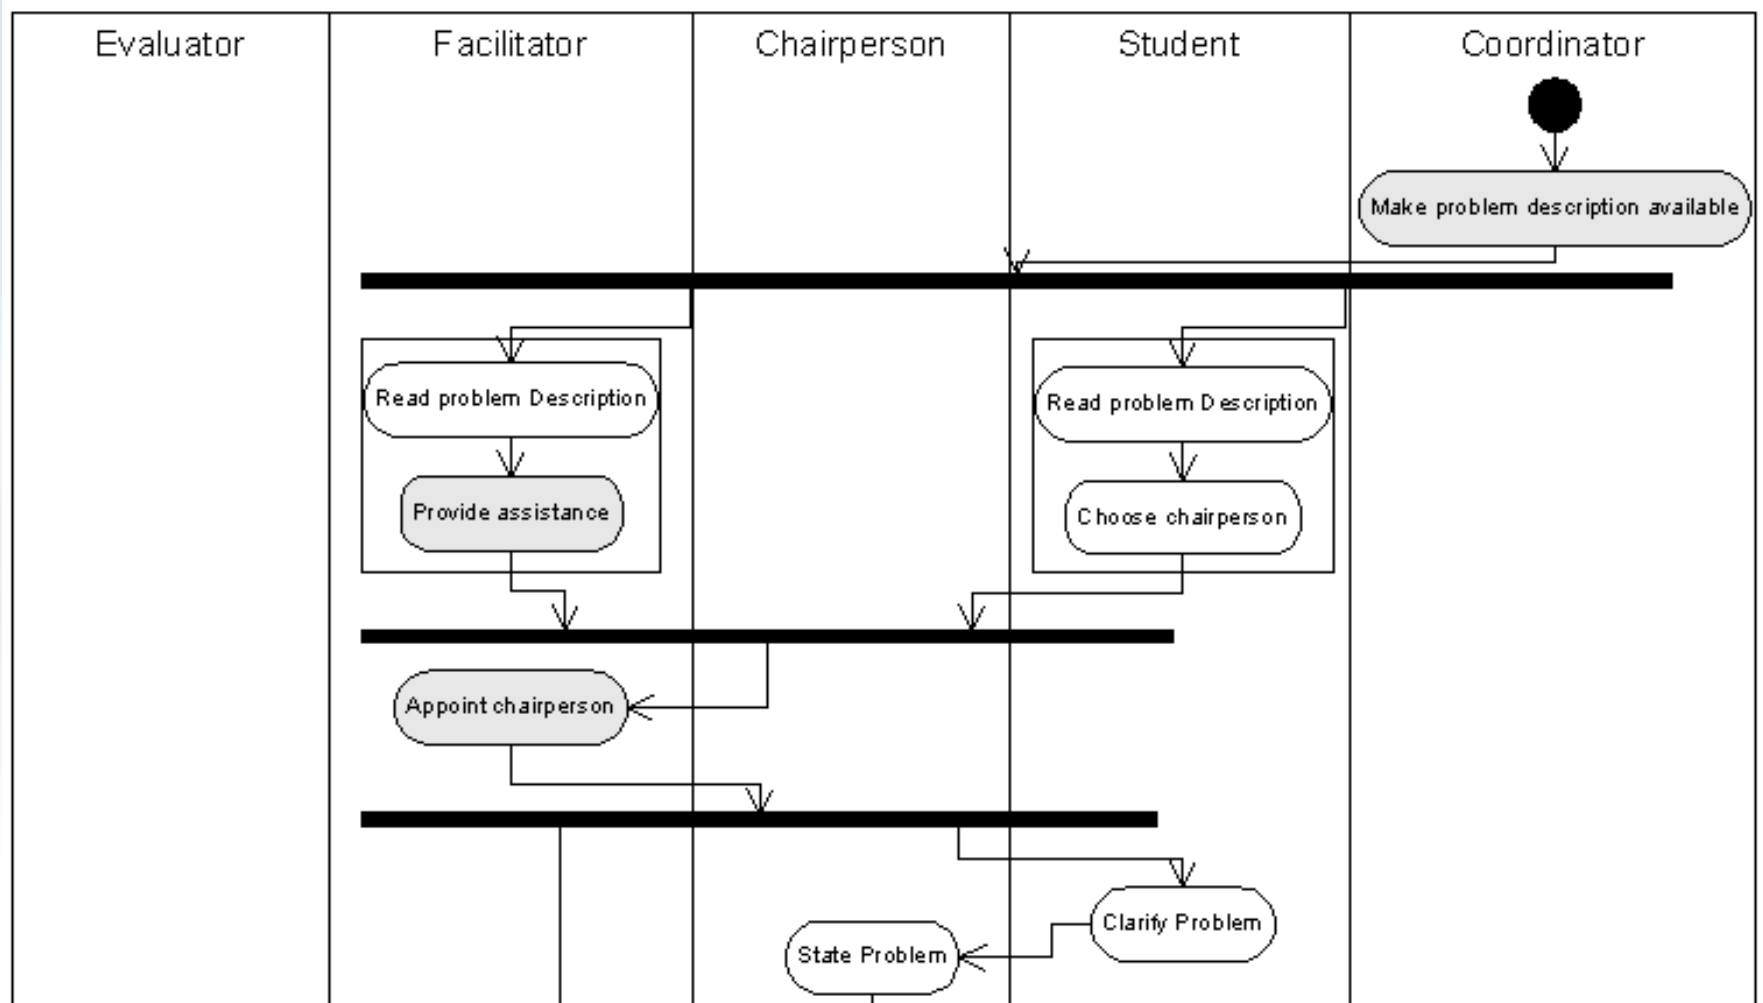 Evaluator
Facilitator
Chairperson
Student
Coordinator
Make problem description available
Read problem Description
Read problem Description
Provide assistance
Choose chairperson
Appoint chairperson
Clarify Problem
State Problem